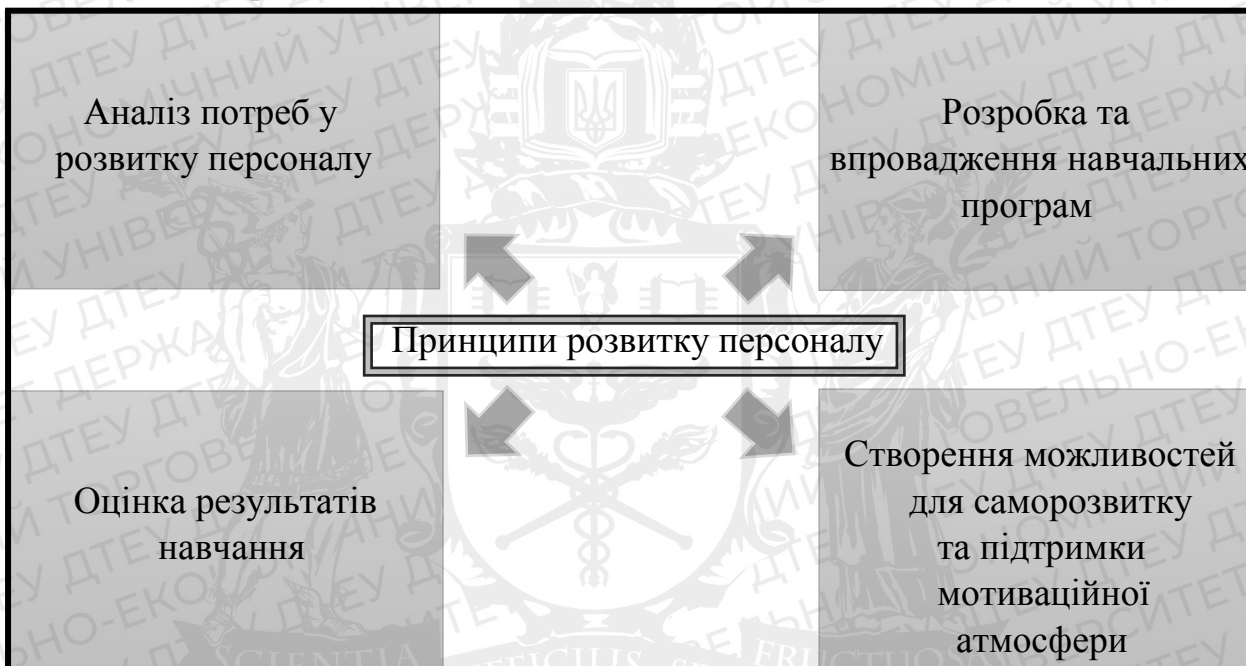 Аналіз потреб у
розвитку персоналу
Розробка та
впровадження навчальних
програм
Принципи розвитку персоналу
Оцінка результатів
навчання
Створення можливостей
для саморозвитку
та підтримки
мотиваційної
атмосфери